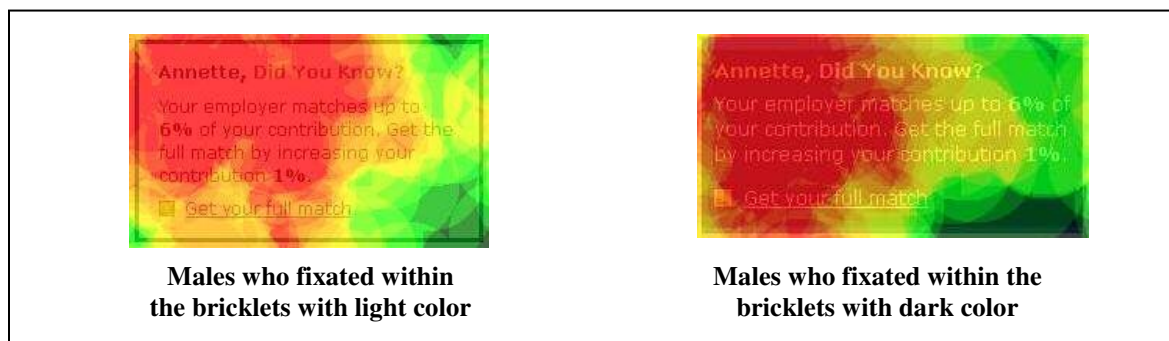 Annette, Did You Know?
Your employer matches up to
6% of your contribution. Get the
full match by increasing your
contribution 1%.
Get your full match
Males who fixated within
the bricklets with light color
Annette, Did You Know?
Your employer matches up to 6% of
your contribution. Get the full match
by increasing your contribution 1%.
Get your full match
Males who fixated within the
bricklets with dark color